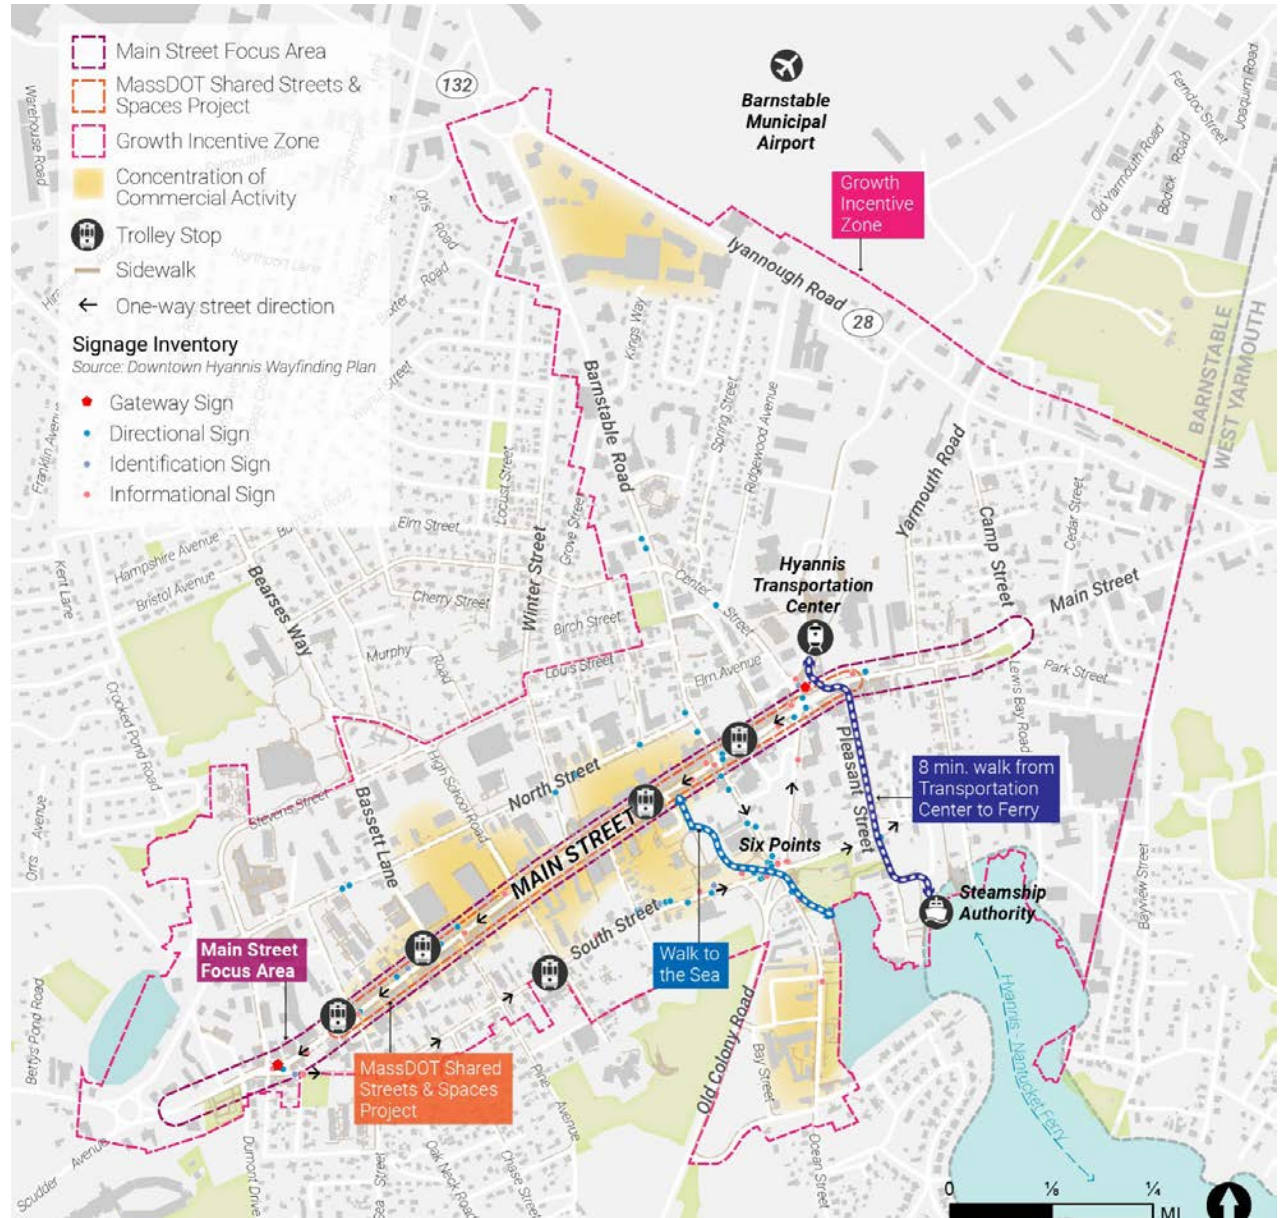 Main Street Focus Area
MassDOT Shared Streets &
Spaces Project
Growth Incentive Zone
Concentration of
Commercial Activity
Trolley Stop
Sidewalk
One-way street direction
Signage Inventory
Source: Downtown Hyannis Wayfinding Plan
Gateway Sign
Directional Sign
Identification Sign
Informational Sign
132
Barnstable
Municipal
Airport
Growth
Incentive
Zone
Iyannough Road
28
Warehouse Road
Otis Road
Kings Way
Barnstable Road
Spring Street
Ridgewood Avenue
Old Yarmouth Road
Bodick Road
Ferndoc Street
Joaquim Road
BARNSTABLE
WEST YARMOUTH
Yarmouth Road
Camp Street
Cedar Street
Main Street
Franklin Avenue
Kent Lane
Hampshire Avenue
Bristol Avenue
Elm Street
Locust Street
Winter Street
Grove Street
Cherry Street
Birch Street
Bearses Way
Murphy Road
Louis Street
Center Street
Elm Avenue
Hyannis
Transportation
Center
Park Street
Lewis Bay Road
Crooked Pond Road
Stevens Street
Bassett Lane
High School Road
North Street
MAIN STREET
Pleasant Street
8 min. walk from
Transportation
Center to Ferry
Six Points
Steamship
Authority
South Street
Walk to
the Sea
Main Street
Focus Area
MassDOT Shared
Streets & Spaces
Project
Orrs Avenue
Bettys Pond Road
Scudder Avenue
Dumont Drive
Sea Street
Oak Neck Road
Chase Street
Pine Avenue
Old Colony Road
Bay Street
Ocean Street
Bayview Street
Hyannis - Nantucket Ferry
0 ⅛ ¼
MI